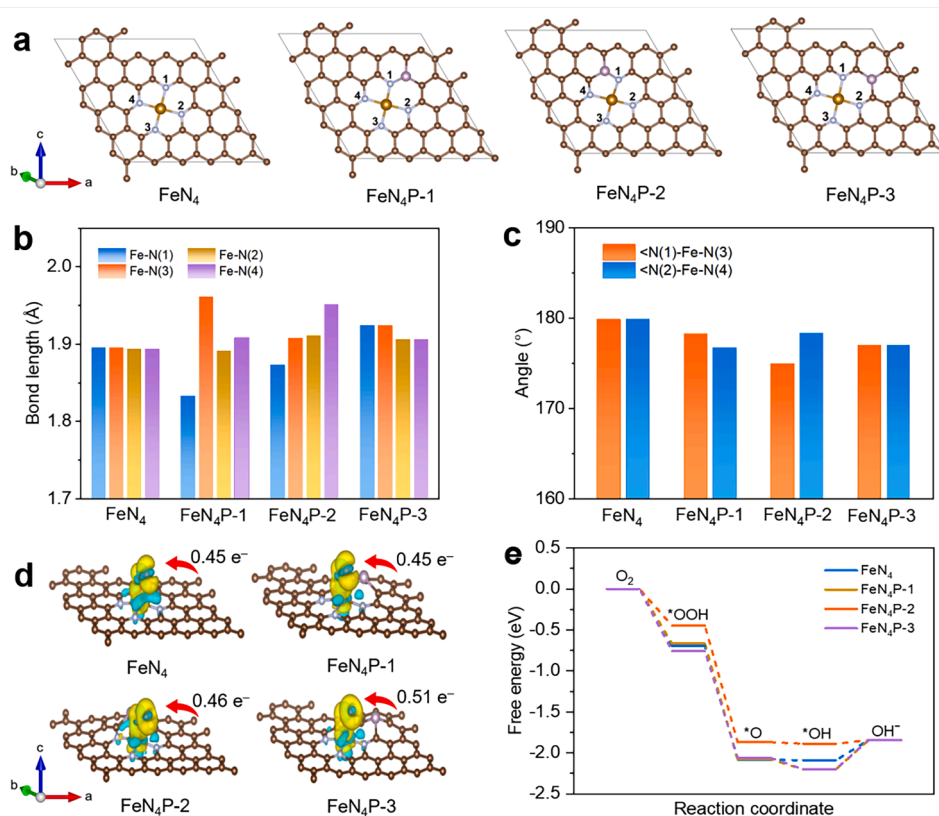 a
1
2
3
4
FeN₄
1
2
3
4
FeN₄P-1
1
2
3
4
FeN₄P-2
1
2
3
4
FeN₄P-3
c
b
a
b
Bond length (Å)
2.0
1.9
1.8
1.7
Fe-N(1) Fe-N(2)
Fe-N(3) Fe-N(4)
FeN₄ FeN₄P-1 FeN₄P-2 FeN₄P-3
c
Angle (°)
190
180
170
160
<N(1)-Fe-N(3)
<N(2)-Fe-N(4)
FeN₄ FeN₄P-1 FeN₄P-2 FeN₄P-3
d
0.45 e⁻
FeN₄
0.45 e⁻
FeN₄P-1
0.46 e⁻
FeN₄P-2
0.51 e⁻
FeN₄P-3
c
b
a
e
Free energy (eV)
0.5
0.0
-0.5
-1.0
-1.5
-2.0
-2.5
O₂
*OOH
*O
*OH
OH⁻
FeN₄
FeN₄P-1
FeN₄P-2
FeN₄P-3
Reaction coordinate